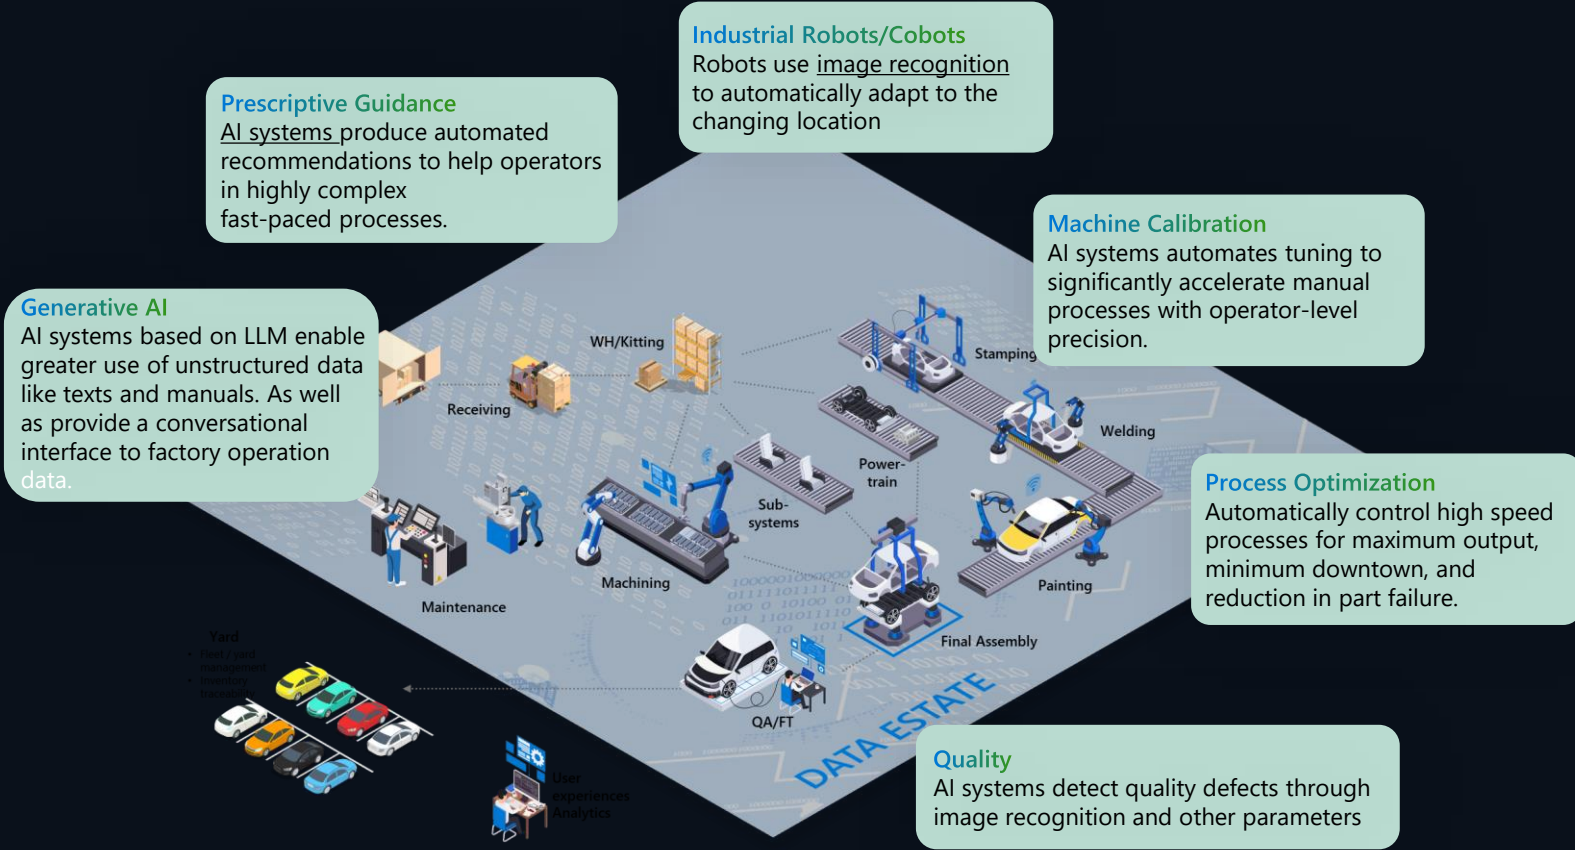 Industrial Robots/Cobots
Robots use image recognition
to automatically adapt to the
changing location
Prescriptive Guidance
AI systems produce automated
recommendations to help operators
in highly complex
fast-paced processes.
Machine Calibration
AI systems automates tuning to
significantly accelerate manual
processes with operator-level
precision.
Generative AI
AI systems based on LLM enable
greater use of unstructured data
like texts and manuals. As well
as provide a conversational
interface to factory operation
data.
WH/Kitting
Stamping
Receiving
Welding
Power-
train
Sub-
systems
Machining
Maintenance
Painting
Final Assembly
QA/FT
Process Optimization
Automatically control high speed
processes for maximum output,
minimum downtown, and
reduction in part failure.
Yard
• Fleet / yard
management
• Inventory
traceability
DATA ESTATE
User
experiences
Analytics
Quality
AI systems detect quality defects through
image recognition and other parameters